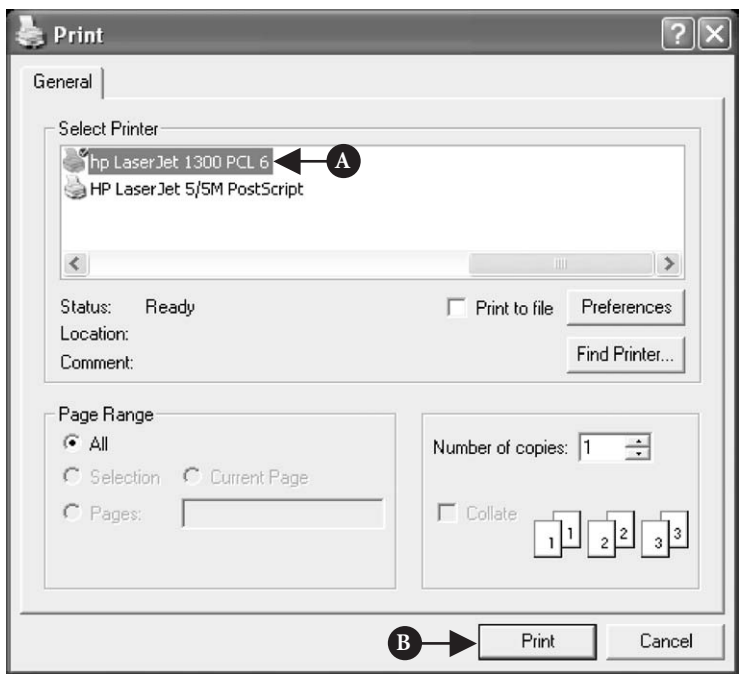 Print
General
Select Printer
hp LaserJet 1300 PCL 6 A
HP LaserJet 5/5M PostScript
Status: Ready Print to file Preferences
Location:
Comment: Find Printer...
Page Range
All
Selection Current Page
Pages:
Number of copies: 1
Collate
1 1 2 2 3 3
B Print Cancel